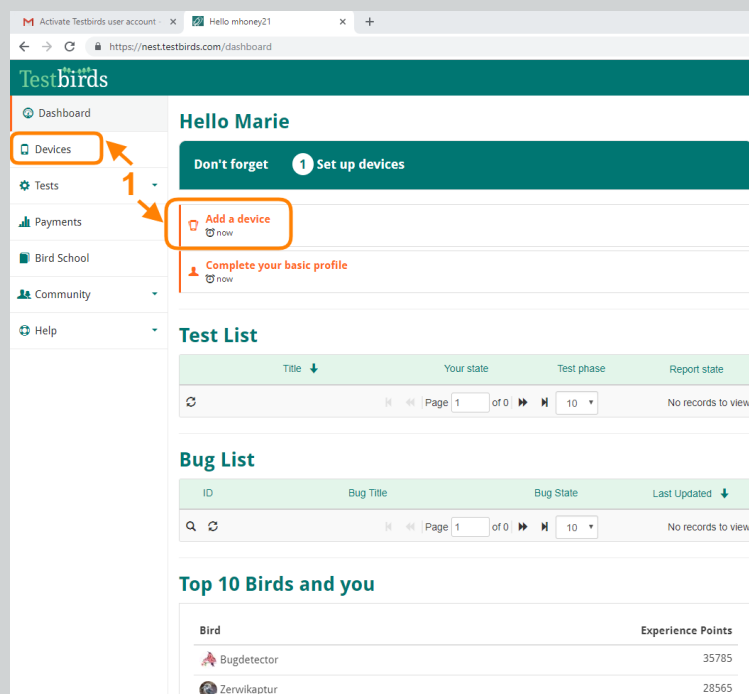 Activate Testbirds user account -
Hello mhoney21
https://nest.testbirds.com/dashboard
Testbirds
Dashboard
Devices
Tests
Payments
Bird School
Community
Help
1
Hello Marie
Don't forget 1 Set up devices
Add a device
now
Complete your basic profile
now
Test List
Title Your state Test phase Report state
Page 1 of 0 10 No records to view
Bug List
ID Bug Title Bug State Last Updated
Page 1 of 0 10 No records to view
Top 10 Birds and you
Bird Experience Points
Bugdetector 35785
Zerwikaptur 28565